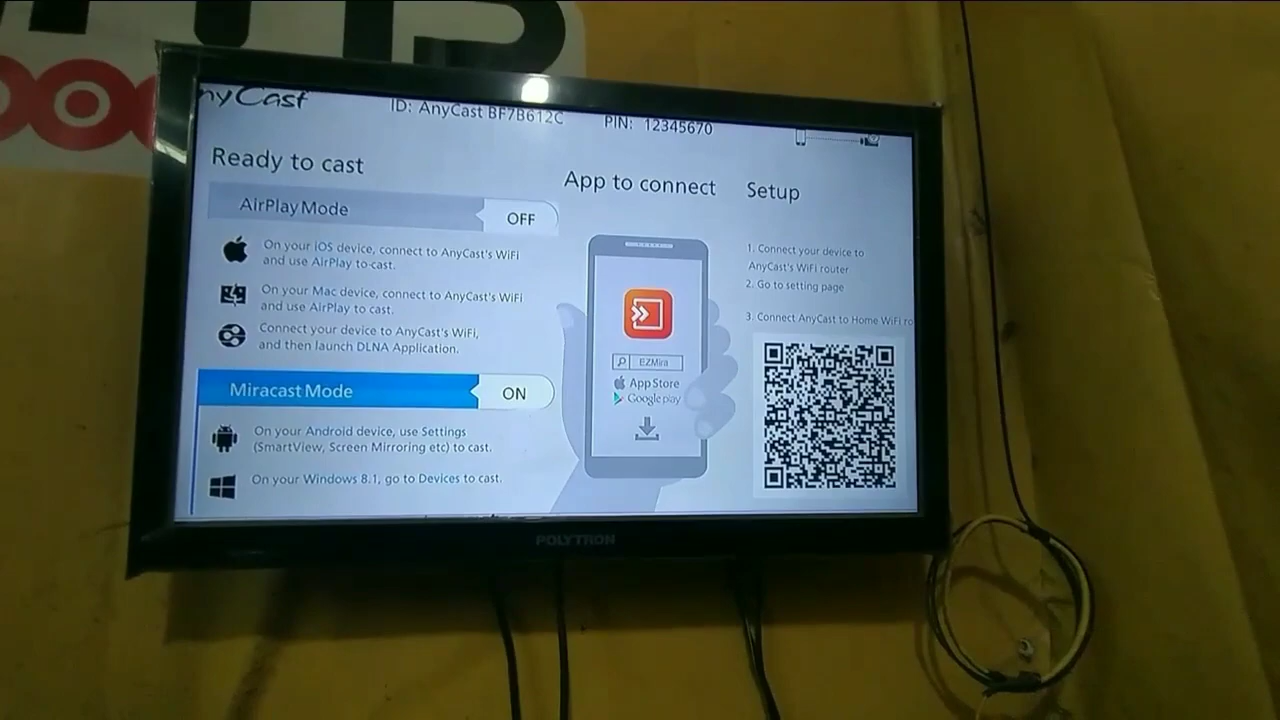 nyCast
ID: AnyCast BF7B612C
PIN: 12345670
Ready to cast
AirPlay Mode
OFF
On your iOS device, connect to AnyCast's WiFi
and use AirPlay to cast.
On your Mac device, connect to AnyCast's WiFi
and use AirPlay to cast.
Connect your device to AnyCast's WiFi,
and then launch DLNA Application.
Miracast Mode
ON
On your Android device, use Settings
(SmartView, Screen Mirroring etc) to cast.
On your Windows 8.1, go to Devices to cast.
App to connect
EZMira
App Store
Google play
Setup
1. Connect your device to
AnyCast's WiFi router
2. Go to setting page
3. Connect AnyCast to Home WiFi ro
POLYTRON